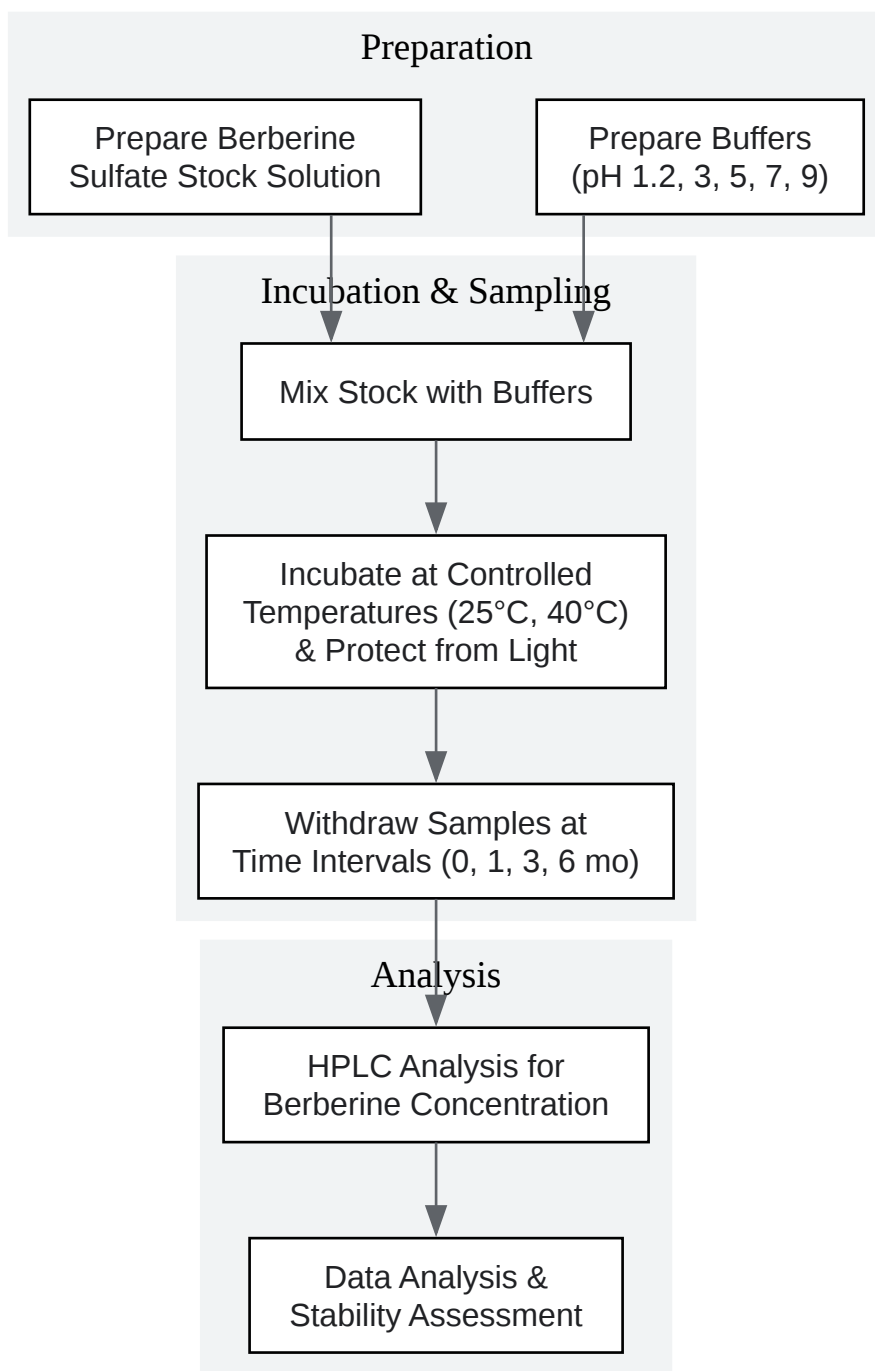 Preparation
Prepare Berberine
Sulfate Stock Solution
Prepare Buffers
(pH 1.2, 3, 5, 7, 9)
Incubation & Sampling
Mix Stock with Buffers
Incubate at Controlled
Temperatures (25°C, 40°C)
& Protect from Light
Withdraw Samples at
Time Intervals (0, 1, 3, 6 mo)
Analysis
HPLC Analysis for
Berberine Concentration
Data Analysis &
Stability Assessment